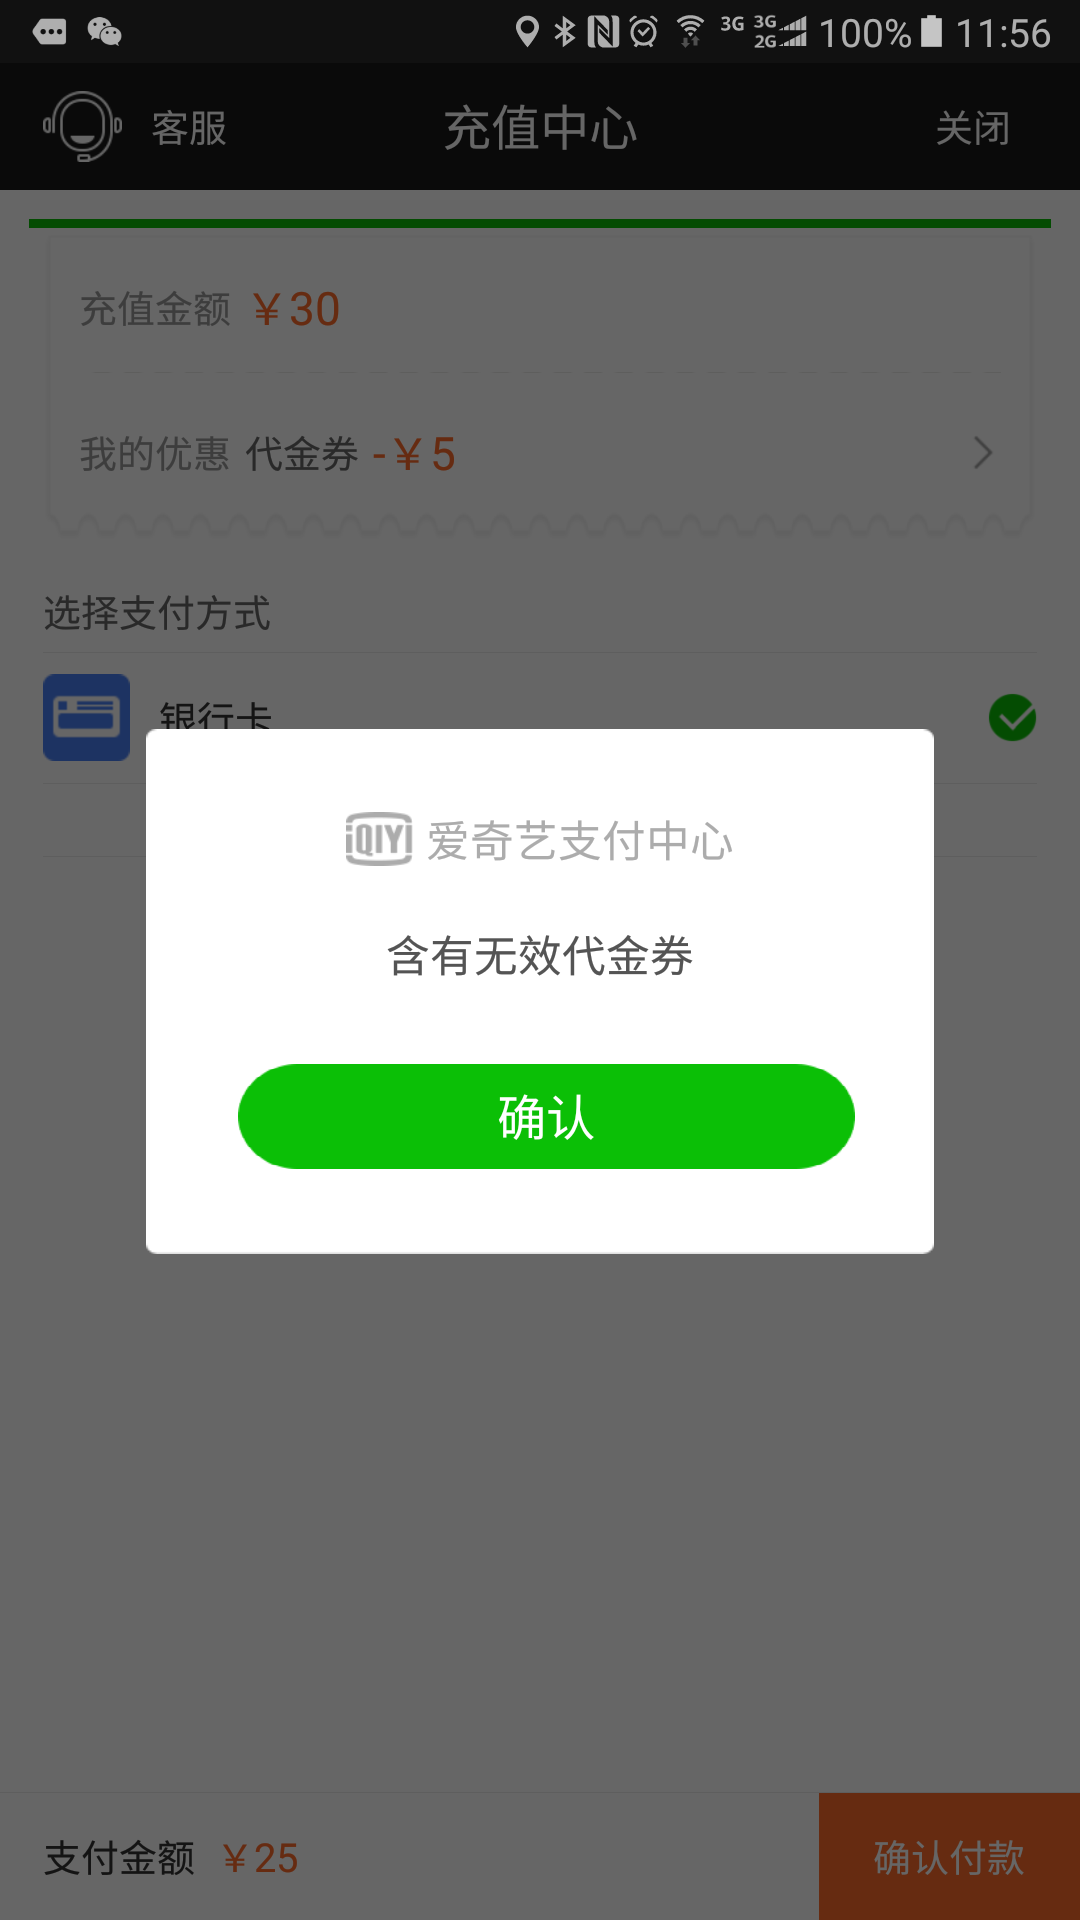 3G 3G 2G 100% 11:56
客服 充值中心 关闭
充值金额 ¥30
我的优惠 代金券 -¥5
选择支付方式
银行卡
iQIYI 爱奇艺支付中心
含有无效代金券
确认
支付金额 ¥25 确认付款